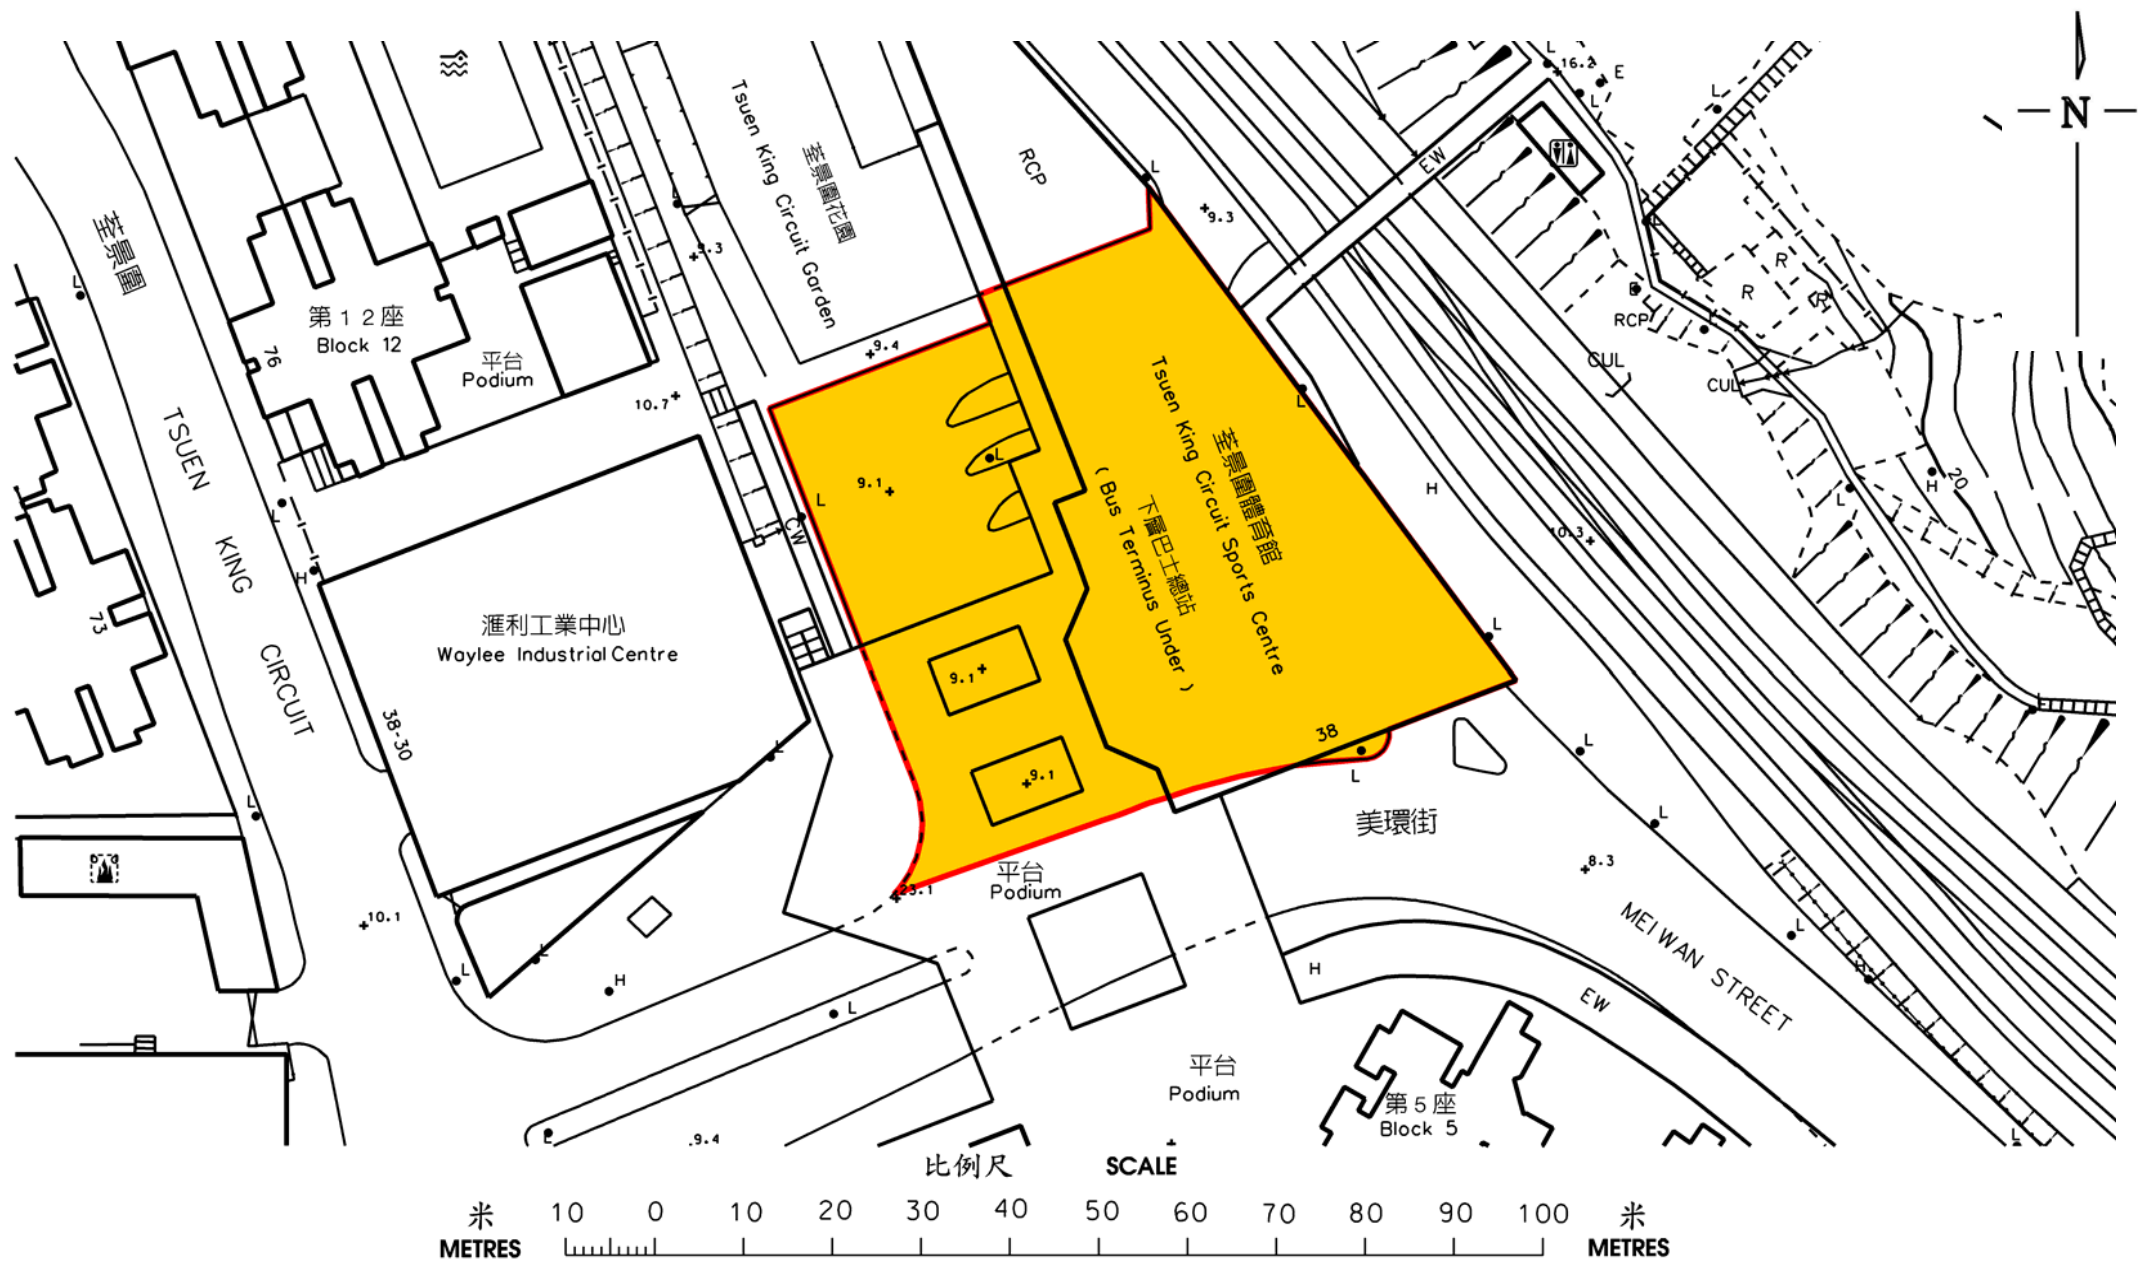 L
16.2
E
L
L
N
荃景圍
L
荃景圍花園
Tsuen King Circuit Garden
L
9.3
RCP
L
9.3
EW
第12座
Block 12
76
平台
Podium
10.7
9.4
R
R
R
E
RCP
L
CUL
CUL
TSUEN
KING
CIRCUIT
L
H
73
滙利工業中心
Waylee Industrial Centre
38-30
L
CW
9.1
L
荃景圍體育館
Tsuen King Circuit Sports Centre
下層巴士總站
( Bus Terminus Under )
L
H
10.3
L
H
20
9.1
9.1
38
L
L
L
L
L
L
美環街
8.3
MEI WAN STREET
L
H
23.1
平台
Podium
10.1
L
L
H
L
H
EW
平台
Podium
第5座
Block 5
L
9.4
L
比例尺 SCALE
米 10 0 10 20 30 40 50 60 70 80 90 100 米
METRES METRES